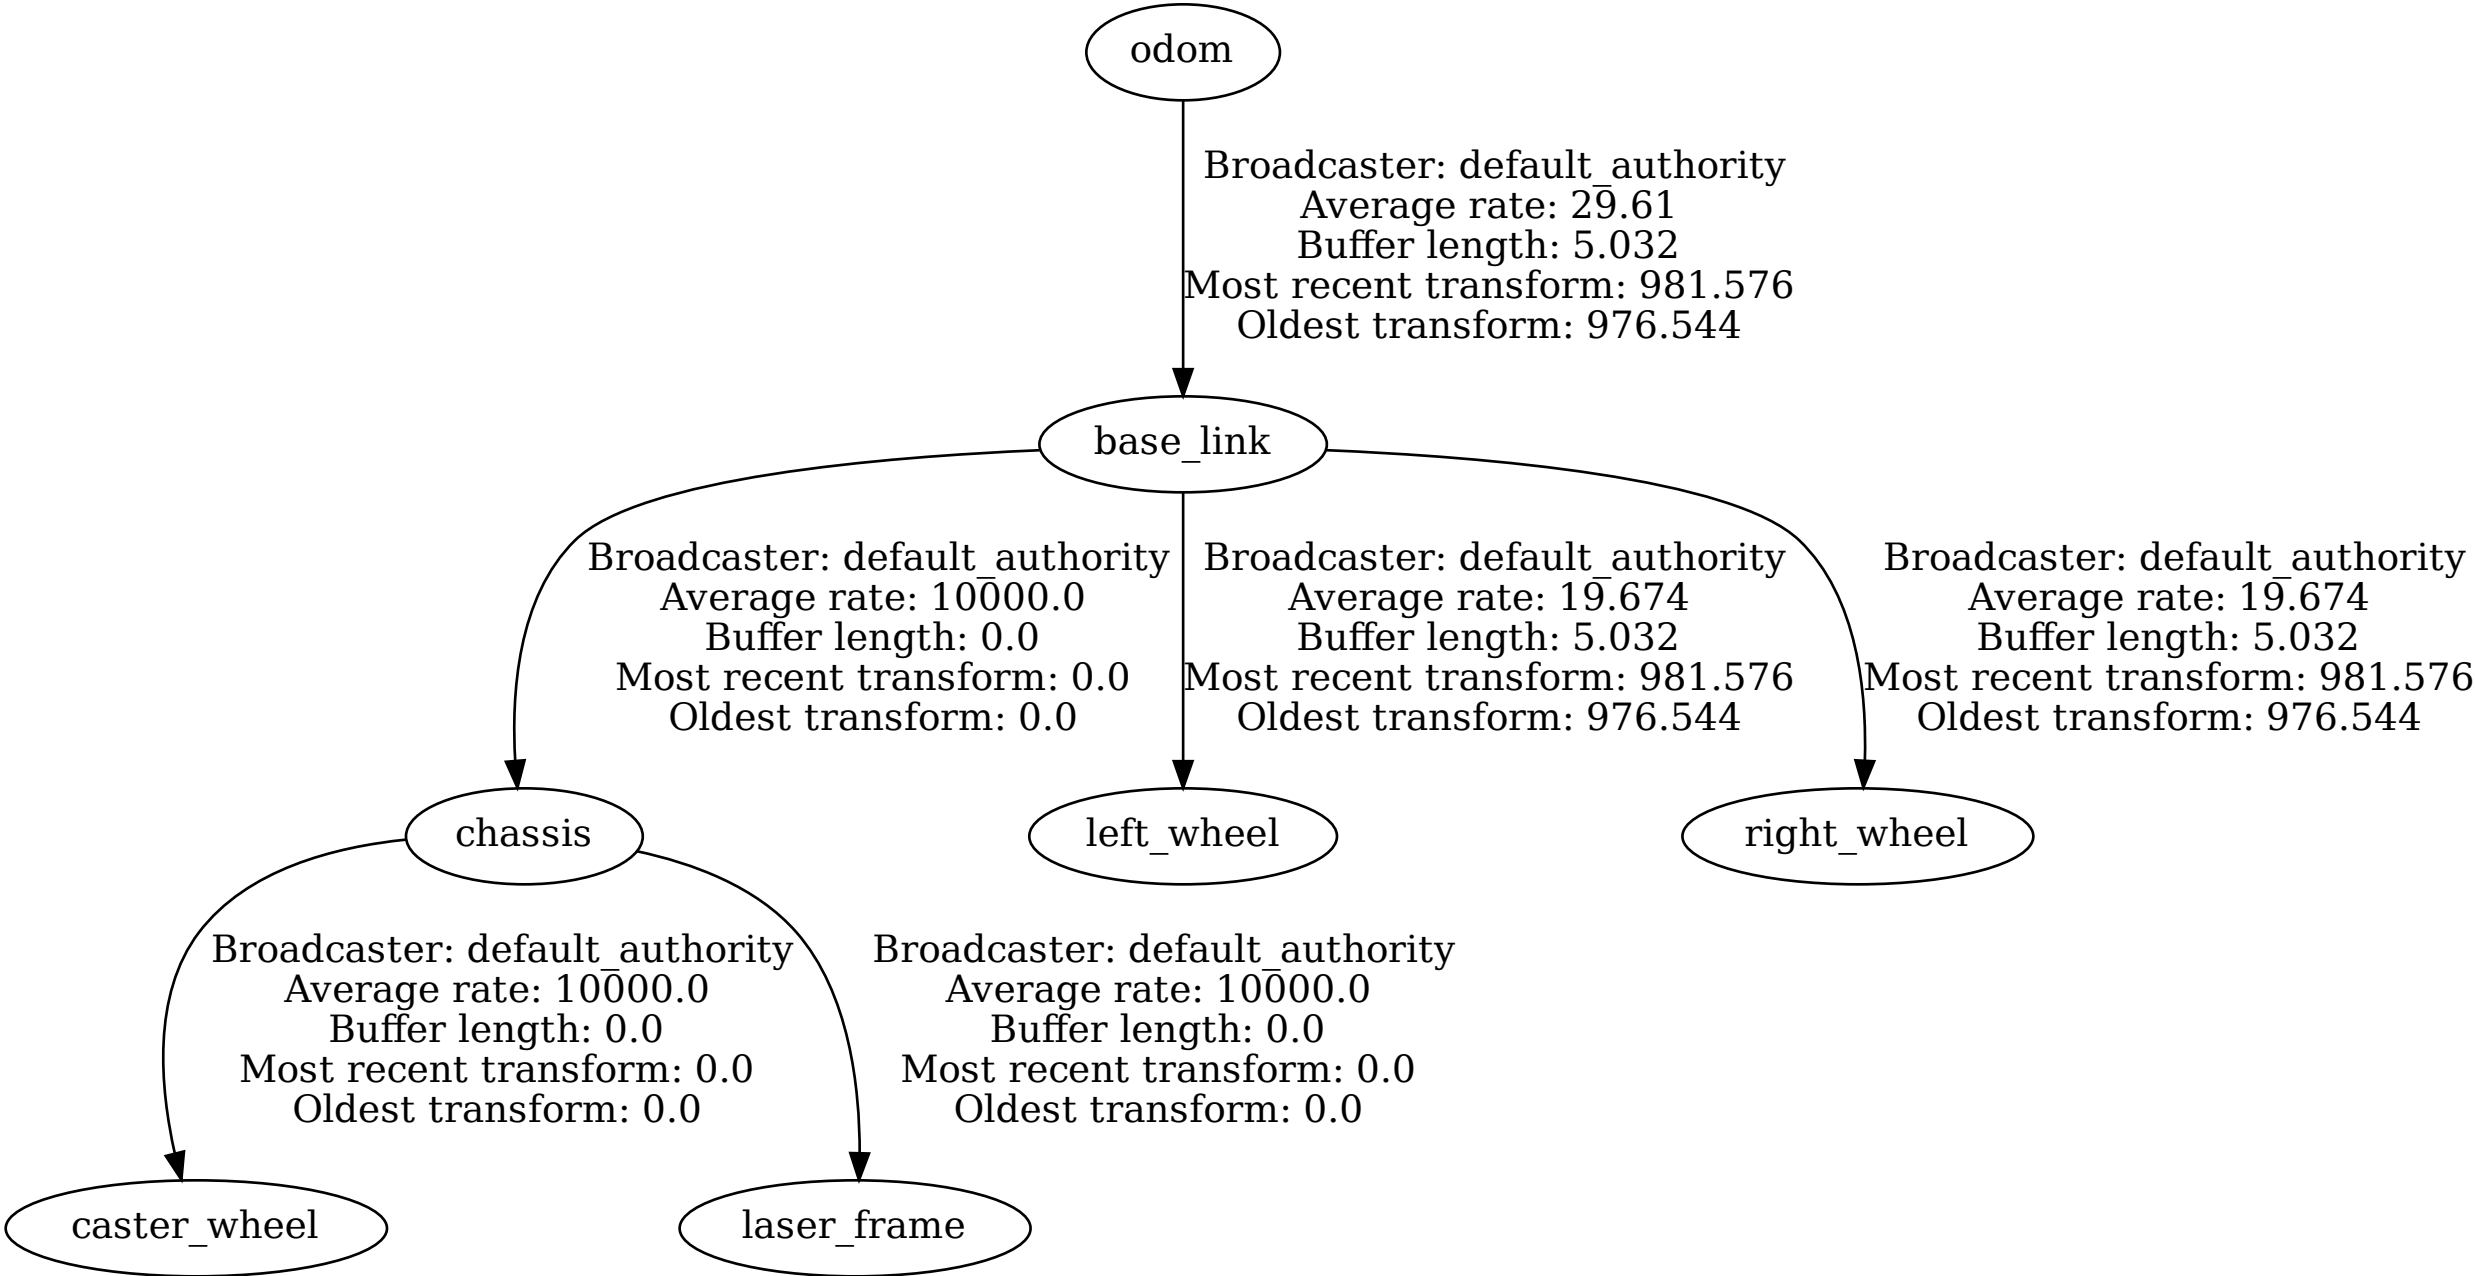 odom
Broadcaster: default_authority
Average rate: 29.61
Buffer length: 5.032
Most recent transform: 981.576
Oldest transform: 976.544
base_link
Broadcaster: default_authority
Average rate: 10000.0
Buffer length: 0.0
Most recent transform: 0.0
Oldest transform: 0.0
Broadcaster: default_authority
Average rate: 19.674
Buffer length: 5.032
Most recent transform: 981.576
Oldest transform: 976.544
Broadcaster: default_authority
Average rate: 19.674
Buffer length: 5.032
Most recent transform: 981.576
Oldest transform: 976.544
chassis
left_wheel
right_wheel
Broadcaster: default_authority
Average rate: 10000.0
Buffer length: 0.0
Most recent transform: 0.0
Oldest transform: 0.0
Broadcaster: default_authority
Average rate: 10000.0
Buffer length: 0.0
Most recent transform: 0.0
Oldest transform: 0.0
caster_wheel
laser_frame